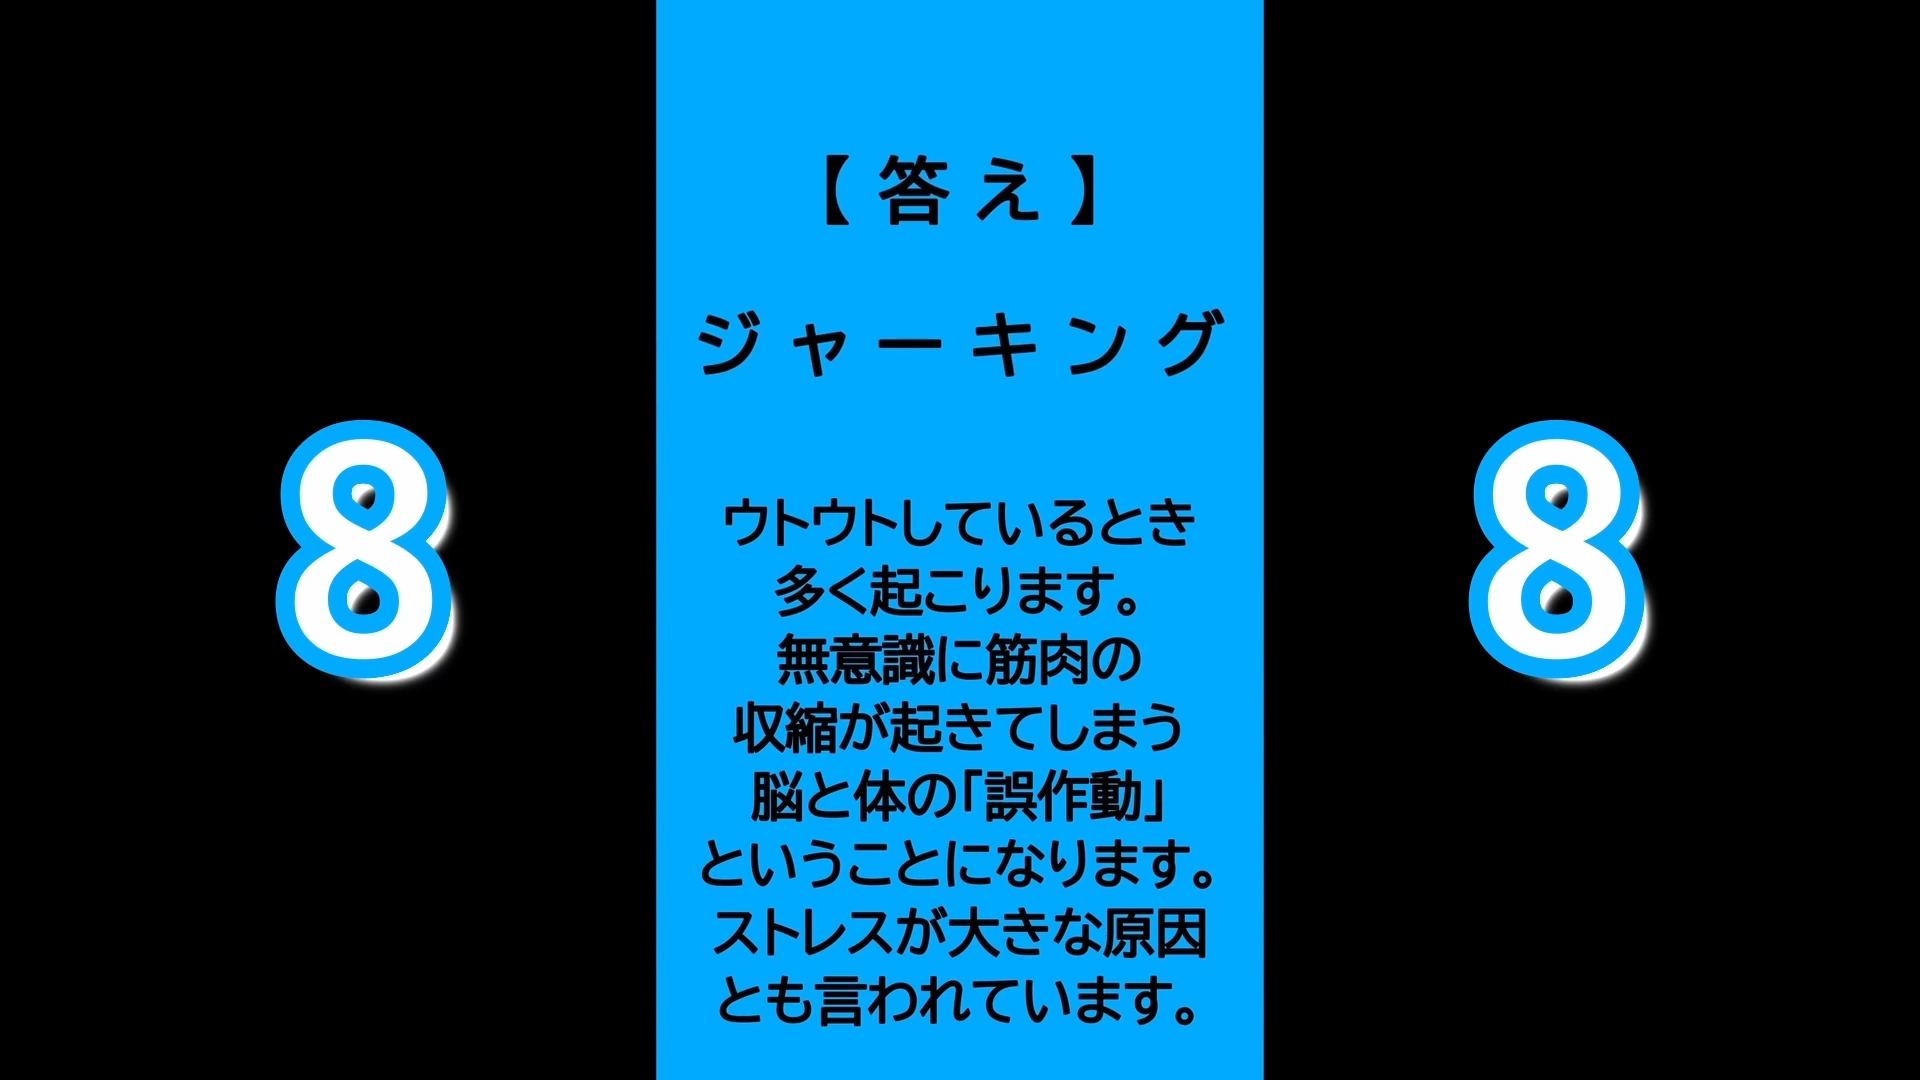 【答え】
ジャーキング
8
8
ウトウトしているとき
多く起こります。
無意識に筋肉の
収縮が起きてしまう
脳と体の「誤作動」
ということになります。
ストレスが大きな原因
とも言われています。